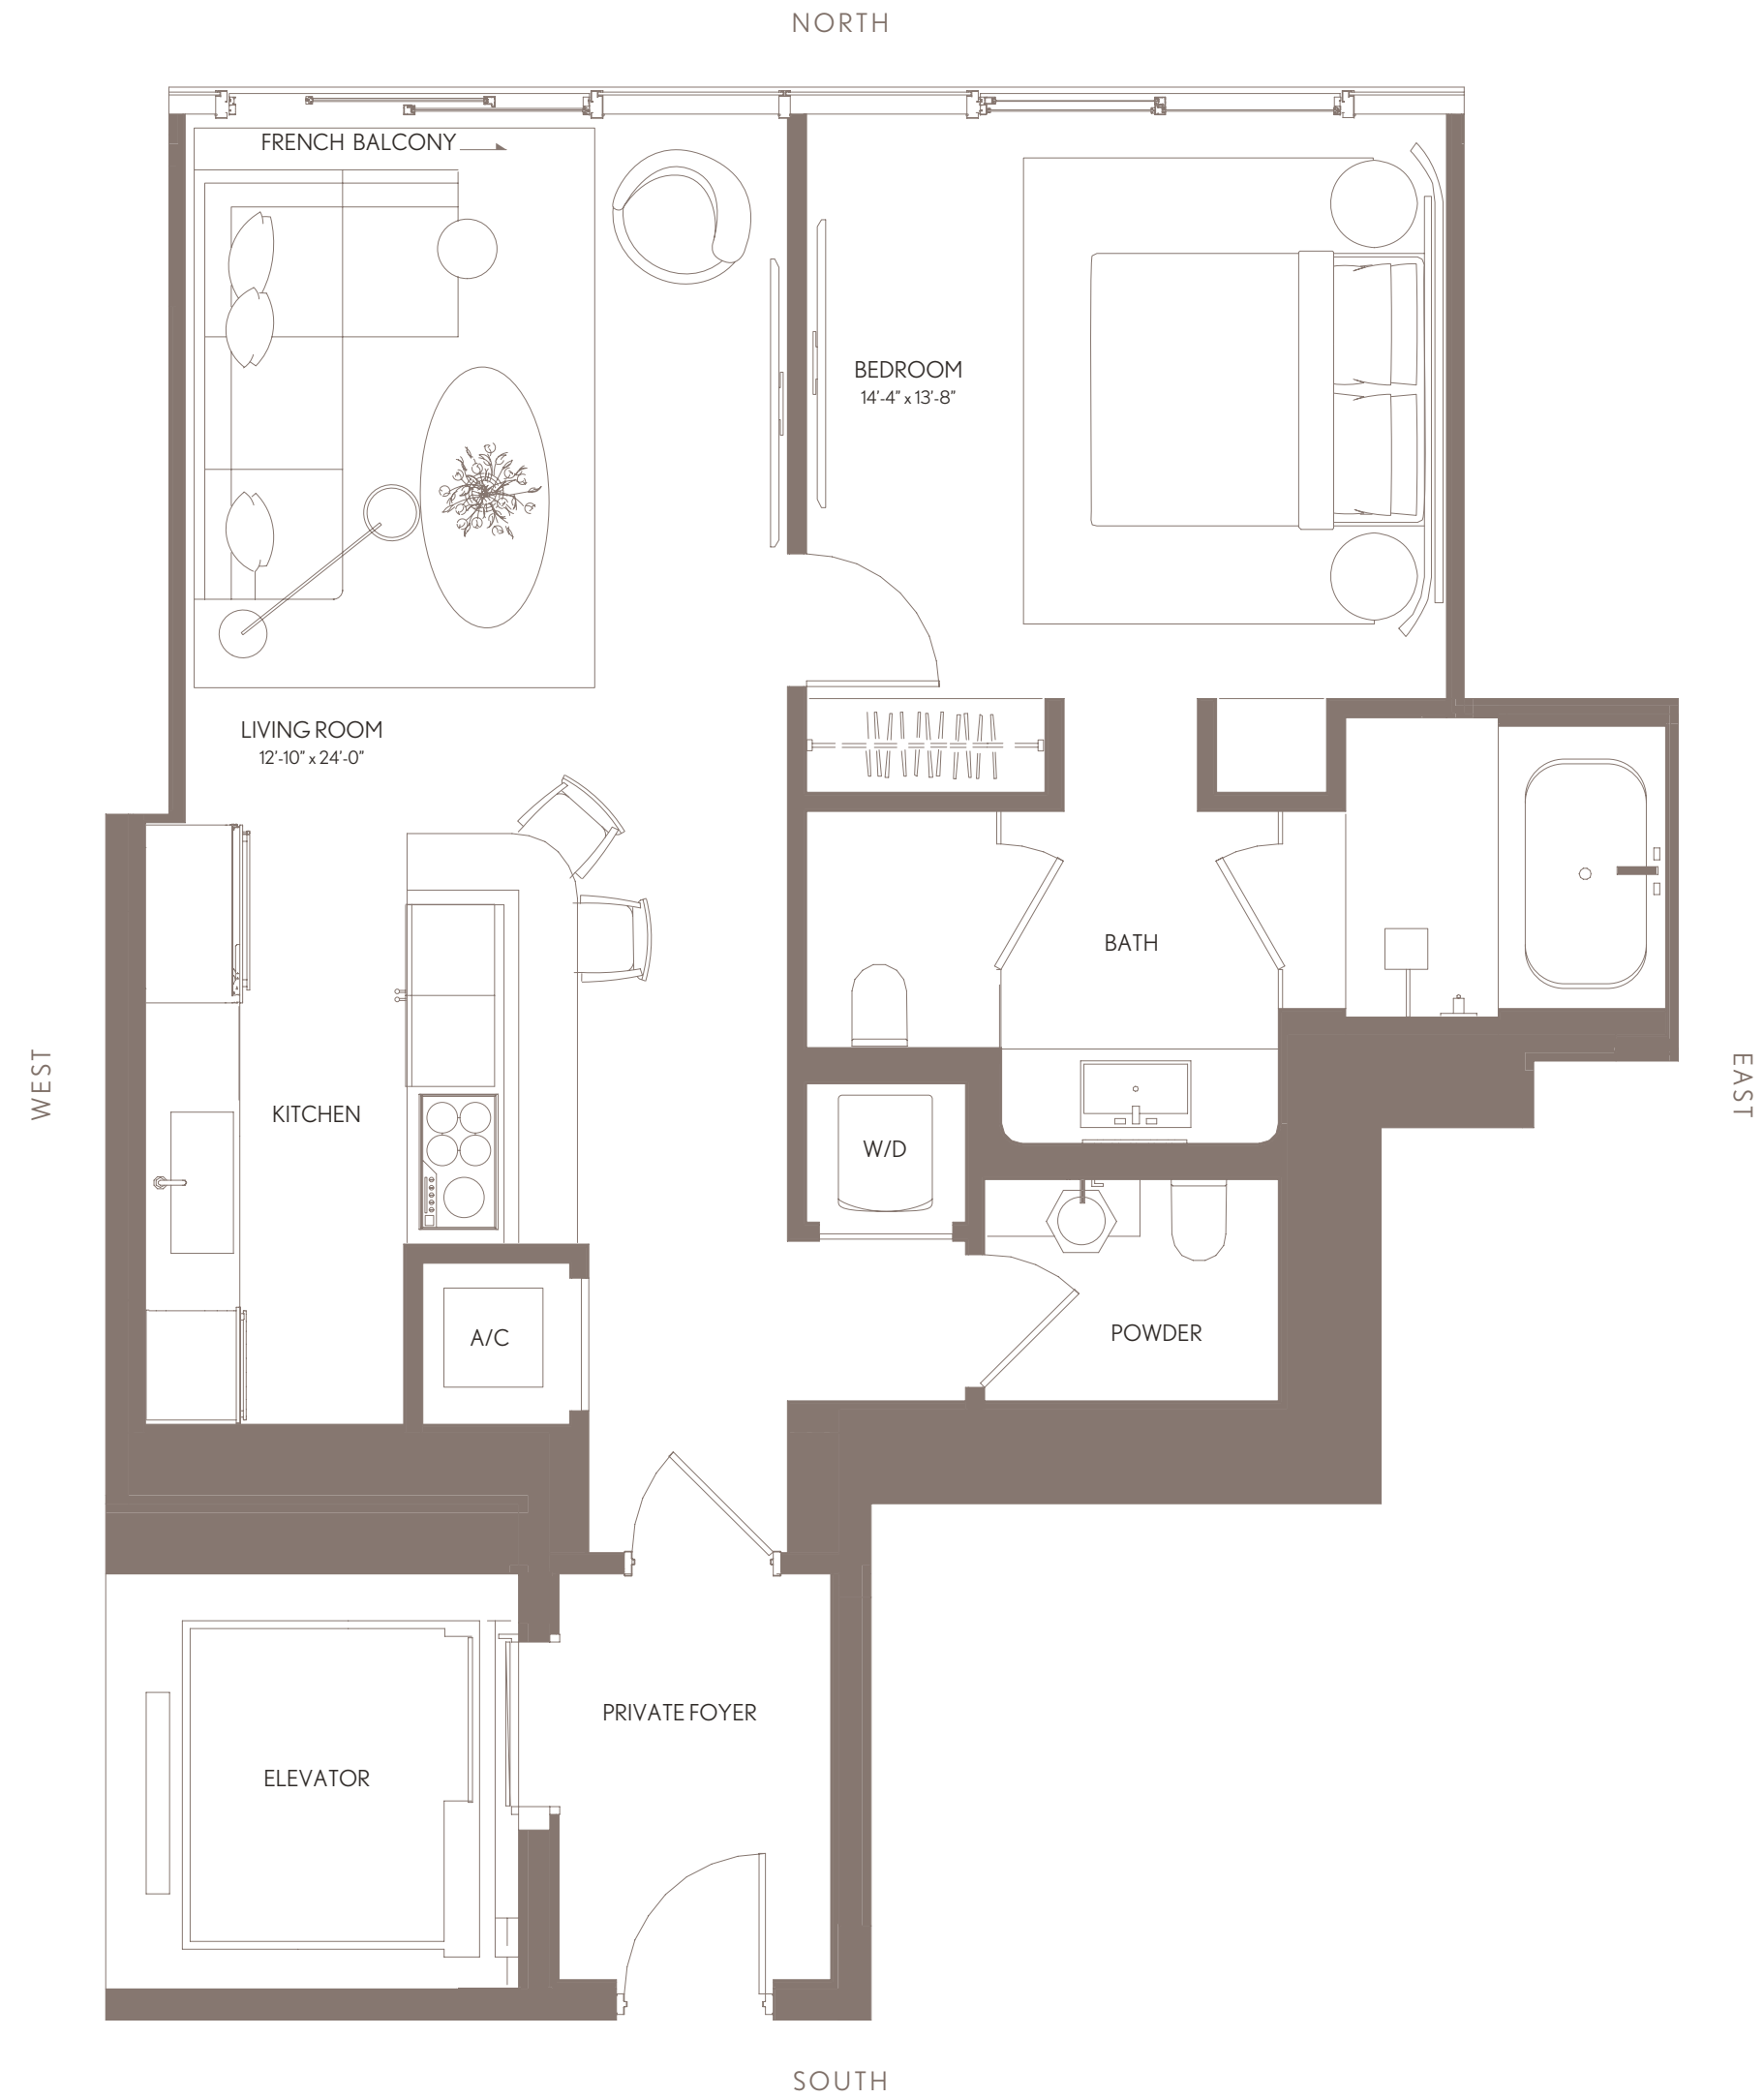 NORTH
FRENCH BALCONY
BEDROOM
14'-4" x 13'-8"
LIVING ROOM
12'-10" x 24'-0"
BATH
WEST
EAST
KITCHEN
W/D
A/C
POWDER
PRIVATE FOYER
ELEVATOR
SOUTH